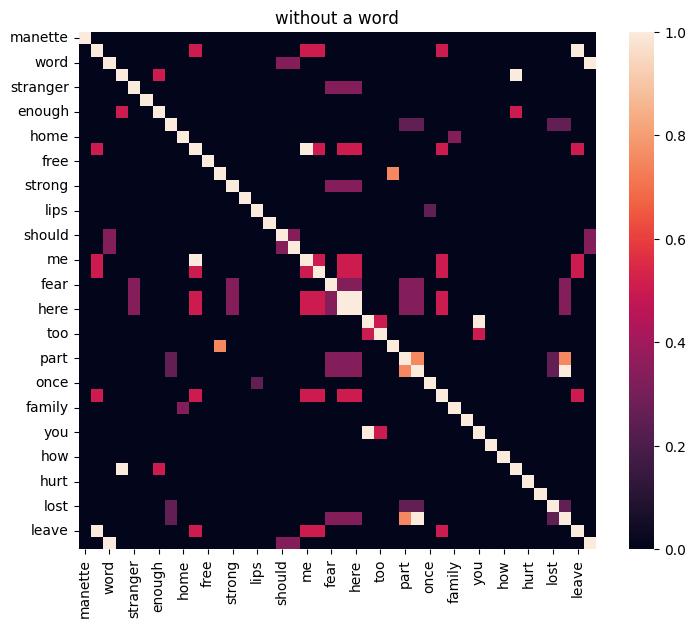 without a word
manette
word
stranger
enough
home
free
strong
lips
should
me
fear
here
too
part
once
family
you
how
hurt
lost
leave
1.0
0.8
0.6
0.4
0.2
0.0
manette
word
stranger
enough
home
free
strong
lips
should
me
fear
here
too
part
once
family
you
how
hurt
lost
leave